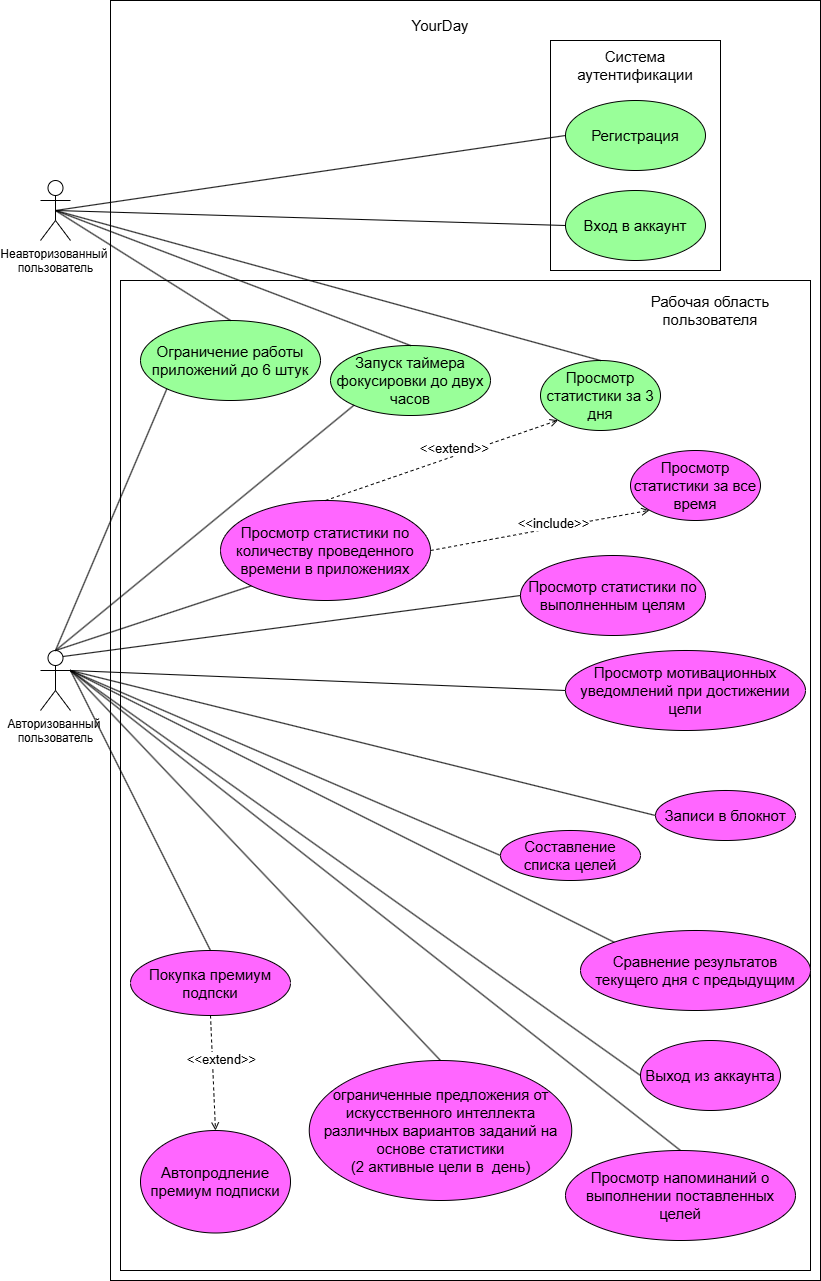 YourDay
Система
аутентификации
Регистрация
Вход в аккаунт
Неавторизованный
пользователь
Рабочая область
пользователя
Ограничение работы
приложений до 6 штук
Запуск таймера
фокусировки до двух
часов
Просмотр
статистики за 3
дня
<<extend>>
Просмотр
статистики за все
время
<<include>>
Просмотр статистики по
количеству проведенного
времени в приложениях
Просмотр статистики по
выполненным целям
Авторизованный
пользователь
Просмотр мотивационных
уведомлений при достижении
цели
Записи в блокнот
Составление
списка целей
Сравнение результатов
текущего дня с предыдущим
Покупка премиум
подпски
<<extend>>
Выход из аккаунта
ограниченные предложения от
искусственного интеллекта
различных вариантов заданий на
основе статистики
(2 активные цели в день)
Автопродление
премиум подписки
Просмотр напоминаний о
выполнении поставленных
целей